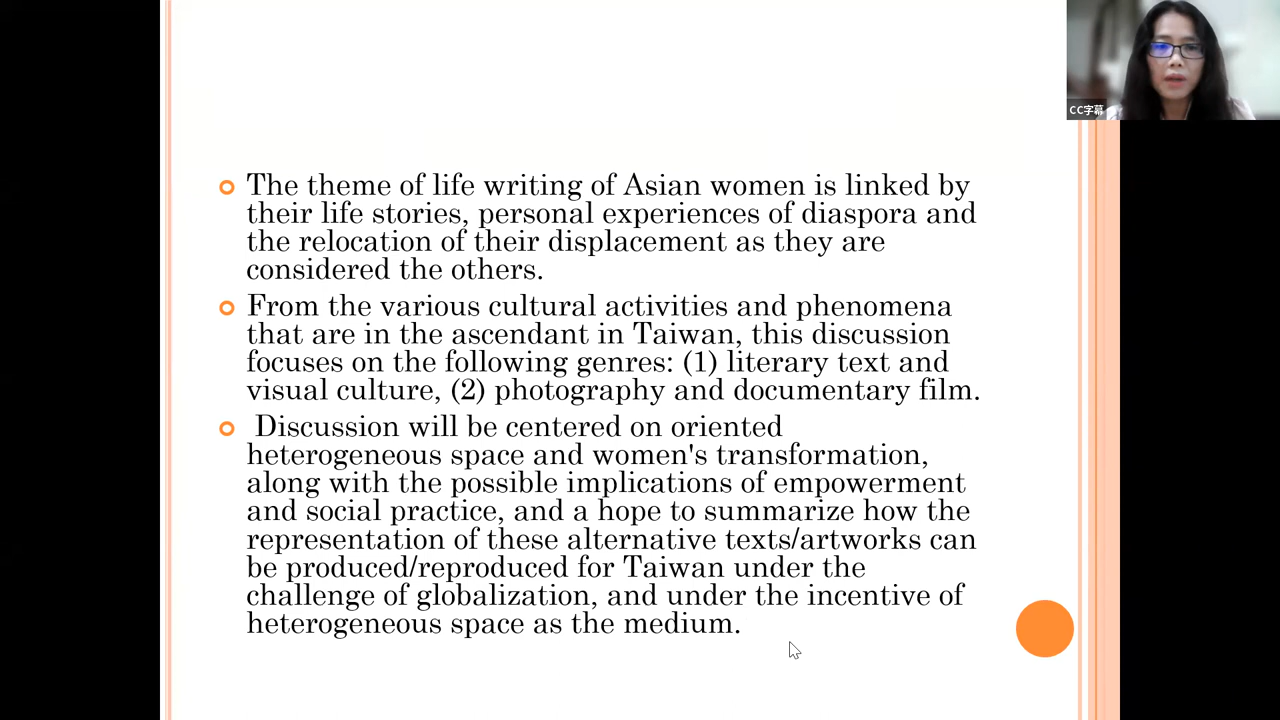 CC字幕
The theme of life writing of Asian women is linked by
their life stories, personal experiences of diaspora and
the relocation of their displacement as they are
considered the others.
From the various cultural activities and phenomena
that are in the ascendant in Taiwan, this discussion
focuses on the following genres: (1) literary text and
visual culture, (2) photography and documentary film.
Discussion will be centered on oriented
heterogeneous space and women's transformation,
along with the possible implications of empowerment
and social practice, and a hope to summarize how the
representation of these alternative texts/artworks can
be produced/reproduced for Taiwan under the
challenge of globalization, and under the incentive of
heterogeneous space as the medium.